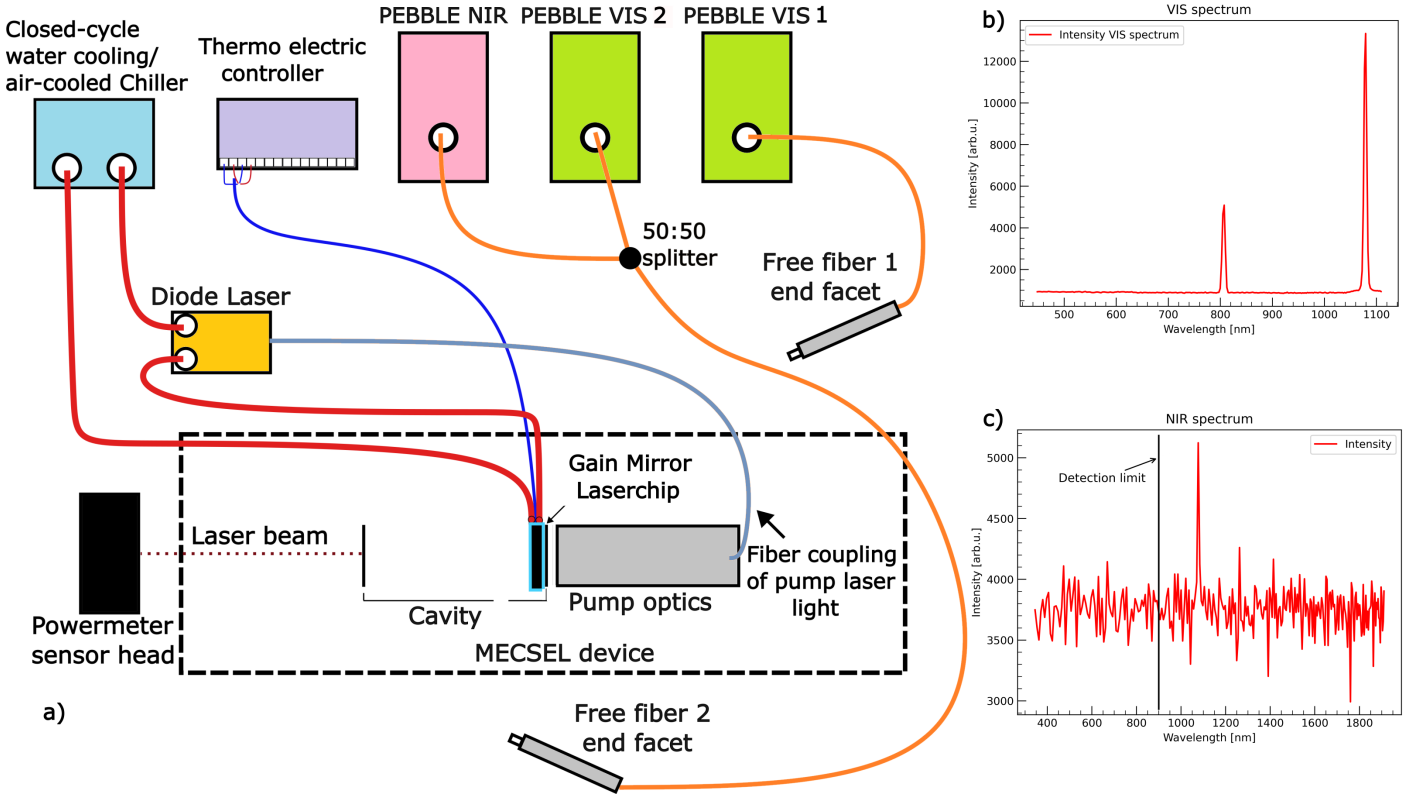 Closed-cycle
water cooling/
air-cooled Chiller
Thermo electric
controller
PEBBLE NIR
PEBBLE VIS 2
PEBBLE VIS 1
50:50
splitter
Free fiber 1
end facet
Diode Laser
Gain Mirror
Laserchip
Laser beam
Fiber coupling
of pump laser
light
Pump optics
Cavity
Powermeter
sensor head
MECSEL device
Free fiber 2
end facet
a)
b)
VIS spectrum
Intensity VIS spectrum
Intensity [arb.u.]
12000
10000
8000
6000
4000
2000
500 600 700 800 900 1000 1100
Wavelength [nm]
c)
NIR spectrum
Intensity
Detection limit
Intensity [arb.u.]
5000
4500
4000
3500
3000
400 600 800 1000 1200 1400 1600 1800
Wavelength [nm]